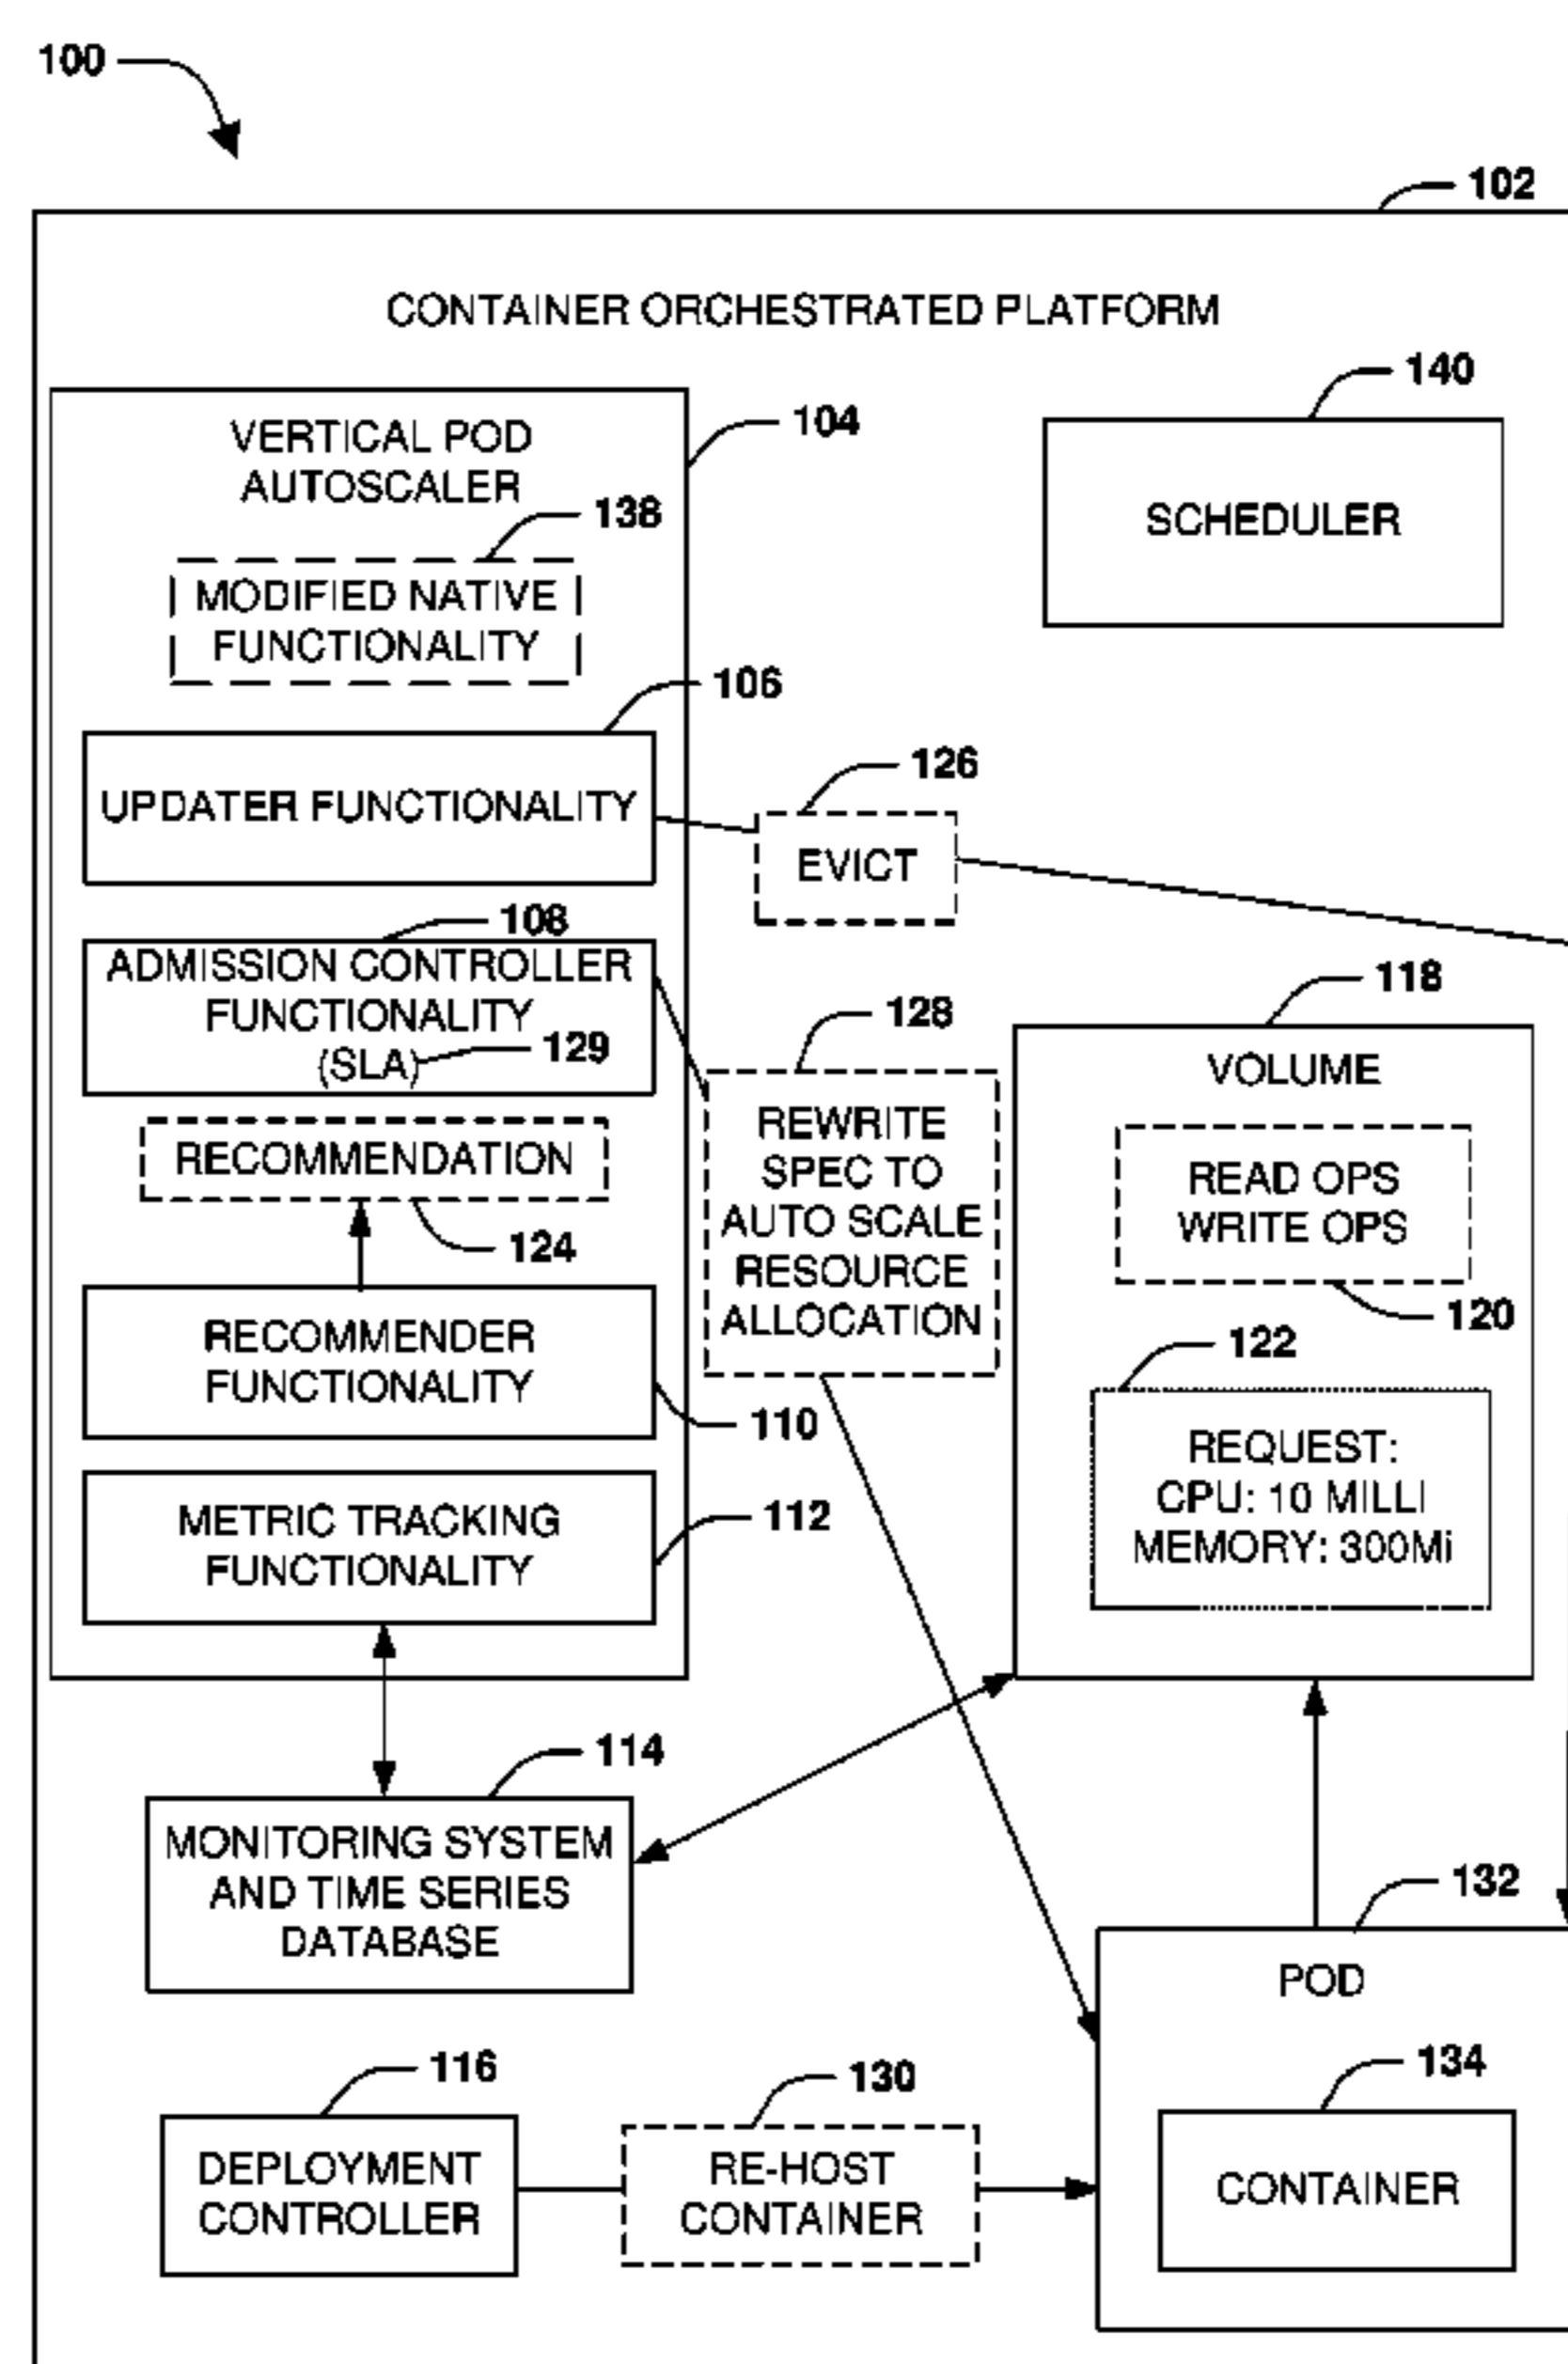 100
102
CONTAINER ORCHESTRATED PLATFORM
140
SCHEDULER
104
VERTICAL POD
AUTOSCALER
138
MODIFIED NATIVE
FUNCTIONALITY
106
UPDATER FUNCTIONALITY
126
EVICT
108
ADMISSION CONTROLLER
FUNCTIONALITY
(SLA)
129
128
REWRITE
SPEC TO
AUTO SCALE
RESOURCE
ALLOCATION
118
VOLUME
READ OPS
WRITE OPS
120
122
REQUEST:
CPU: 10 MILLI
MEMORY: 300Mi
RECOMMENDATION
124
RECOMMENDER
FUNCTIONALITY
110
METRIC TRACKING
FUNCTIONALITY
112
114
MONITORING SYSTEM
AND TIME SERIES
DATABASE
132
POD
134
CONTAINER
116
DEPLOYMENT
CONTROLLER
130
RE-HOST
CONTAINER